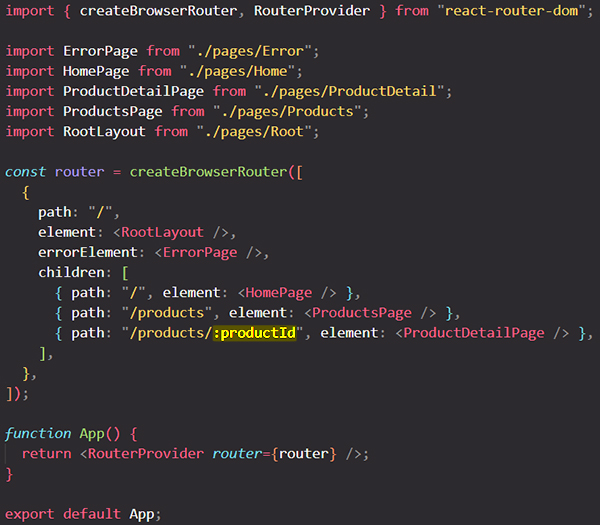 import { createBrowserRouter, RouterProvider } from "react-router-dom";
import ErrorPage from "./pages/Error";
import HomePage from "./pages/Home";
import ProductDetailPage from "./pages/ProductDetail";
import ProductsPage from "./pages/Products";
import RootLayout from "./pages/Root";
const router = createBrowserRouter([
  {
    path: "/",
    element: <RootLayout />,
    errorElement: <ErrorPage />,
    children: [
      { path: "/", element: <HomePage /> },
      { path: "/products", element: <ProductsPage /> },
      { path: "/products/:productId", element: <ProductDetailPage /> },
    ],
  },
]);
function App() {
  return <RouterProvider router={router} />;
}
export default App;